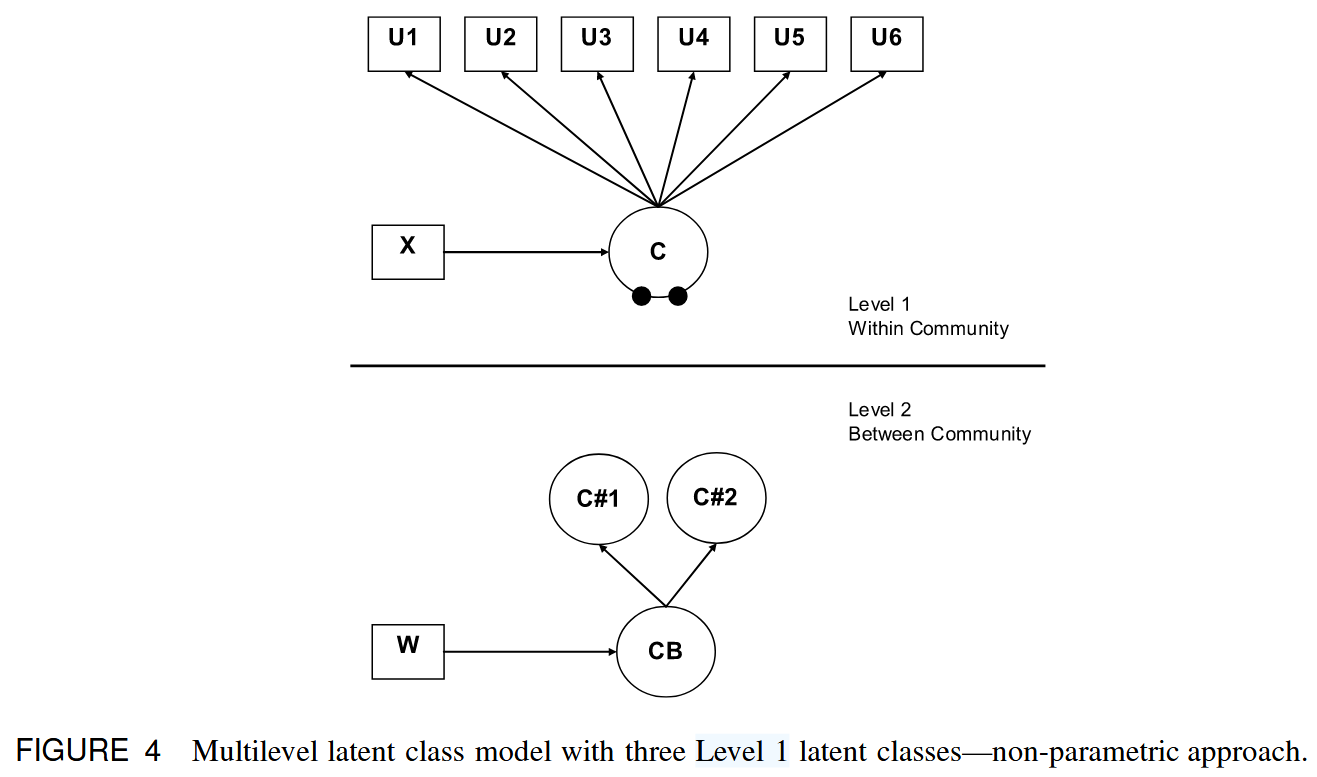 U1 U2 U3 U4 U5 U6
X
C
Level 1
Within Community
Level 2
Between Community
C#1 C#2
W
CB
FIGURE 4 Multilevel latent class model with three Level 1 latent classes—non-parametric approach.